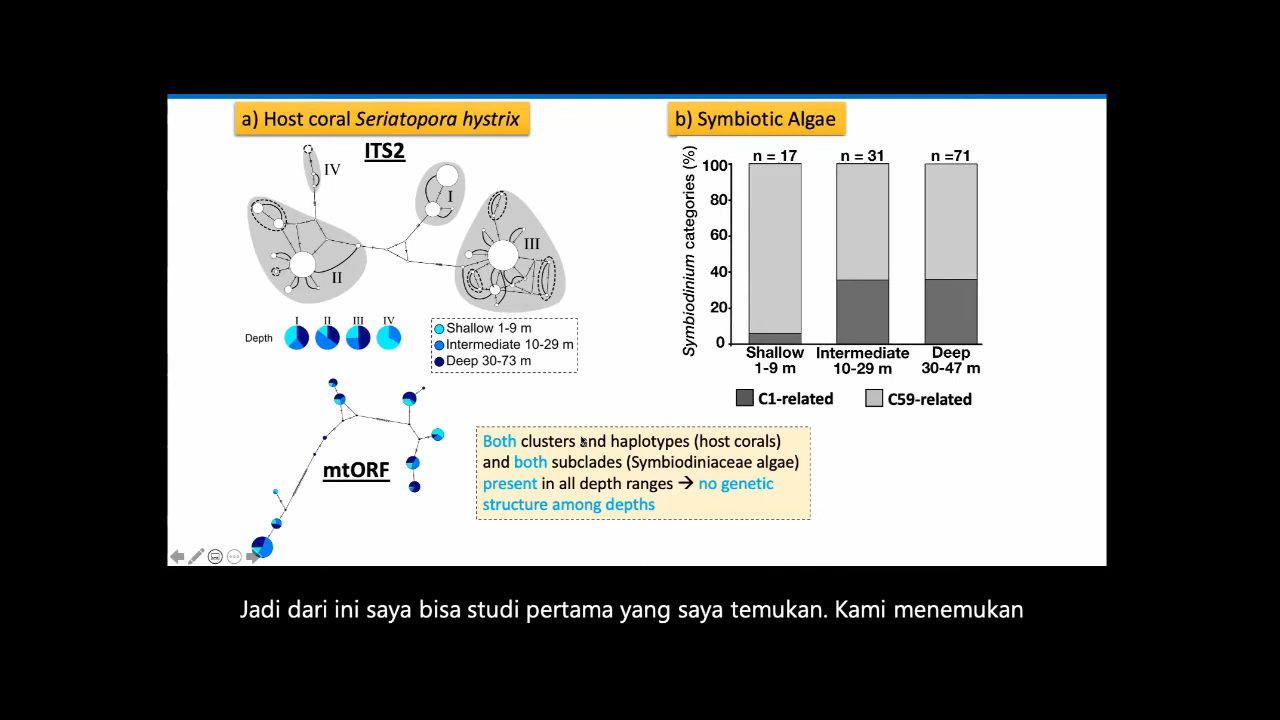 a) Host coral Seriatopora hystrix
ITS2
IV
I
III
II
I II III IV
Depth
Shallow 1-9 m
Intermediate 10-29 m
Deep 30-73 m
mtORF
b) Symbiotic Algae
n = 17 n = 31 n =71
Symbiodinium categories (%)
100
80
60
40
20
0
Shallow Intermediate Deep
1-9 m 10-29 m 30-47 m
C1-related C59-related
Both clusters and haplotypes (host corals)
and both subclades (Symbiodiniaceae algae)
present in all depth ranges → no genetic
structure among depths
Jadi dari ini saya bisa studi pertama yang saya temukan. Kami menemukan